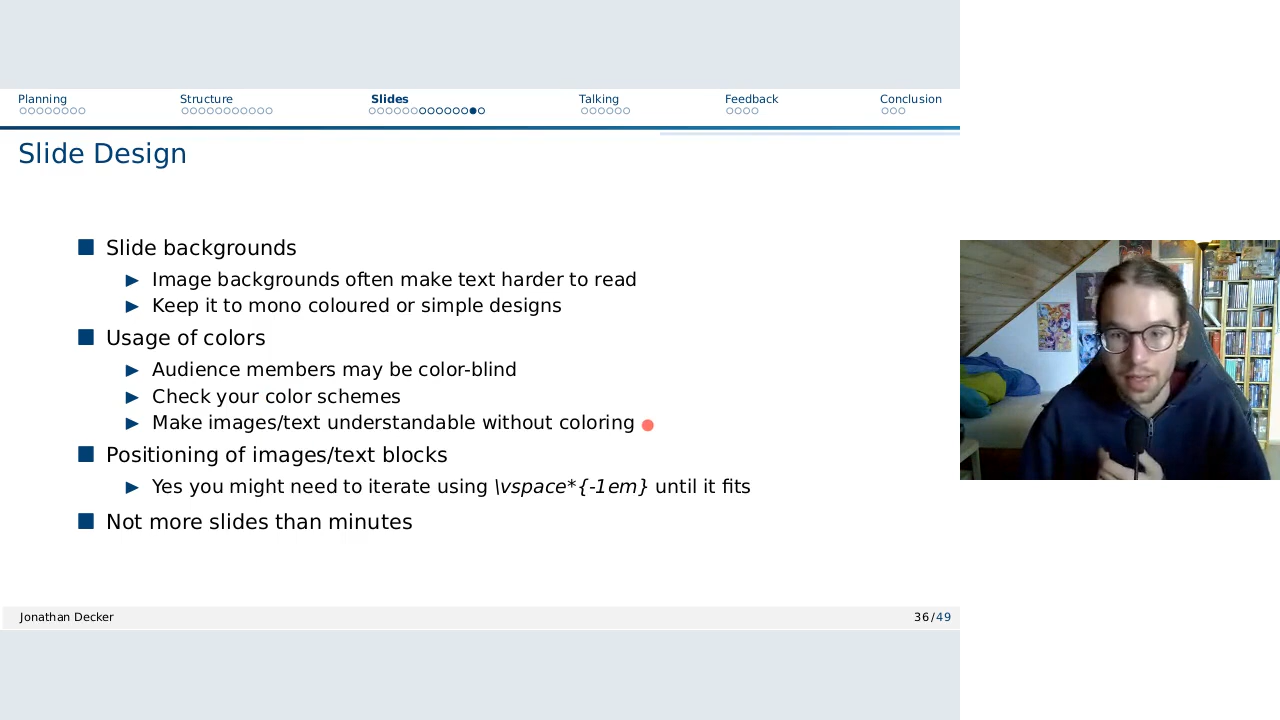 Planning Structure Slides Talking Feedback Conclusion
Slide Design
Slide backgrounds
Image backgrounds often make text harder to read
Keep it to mono coloured or simple designs
Usage of colors
Audience members may be color-blind
Check your color schemes
Make images/text understandable without coloring
Positioning of images/text blocks
Yes you might need to iterate using \vspace*{-1em} until it fits
Not more slides than minutes
Jonathan Decker 36/49